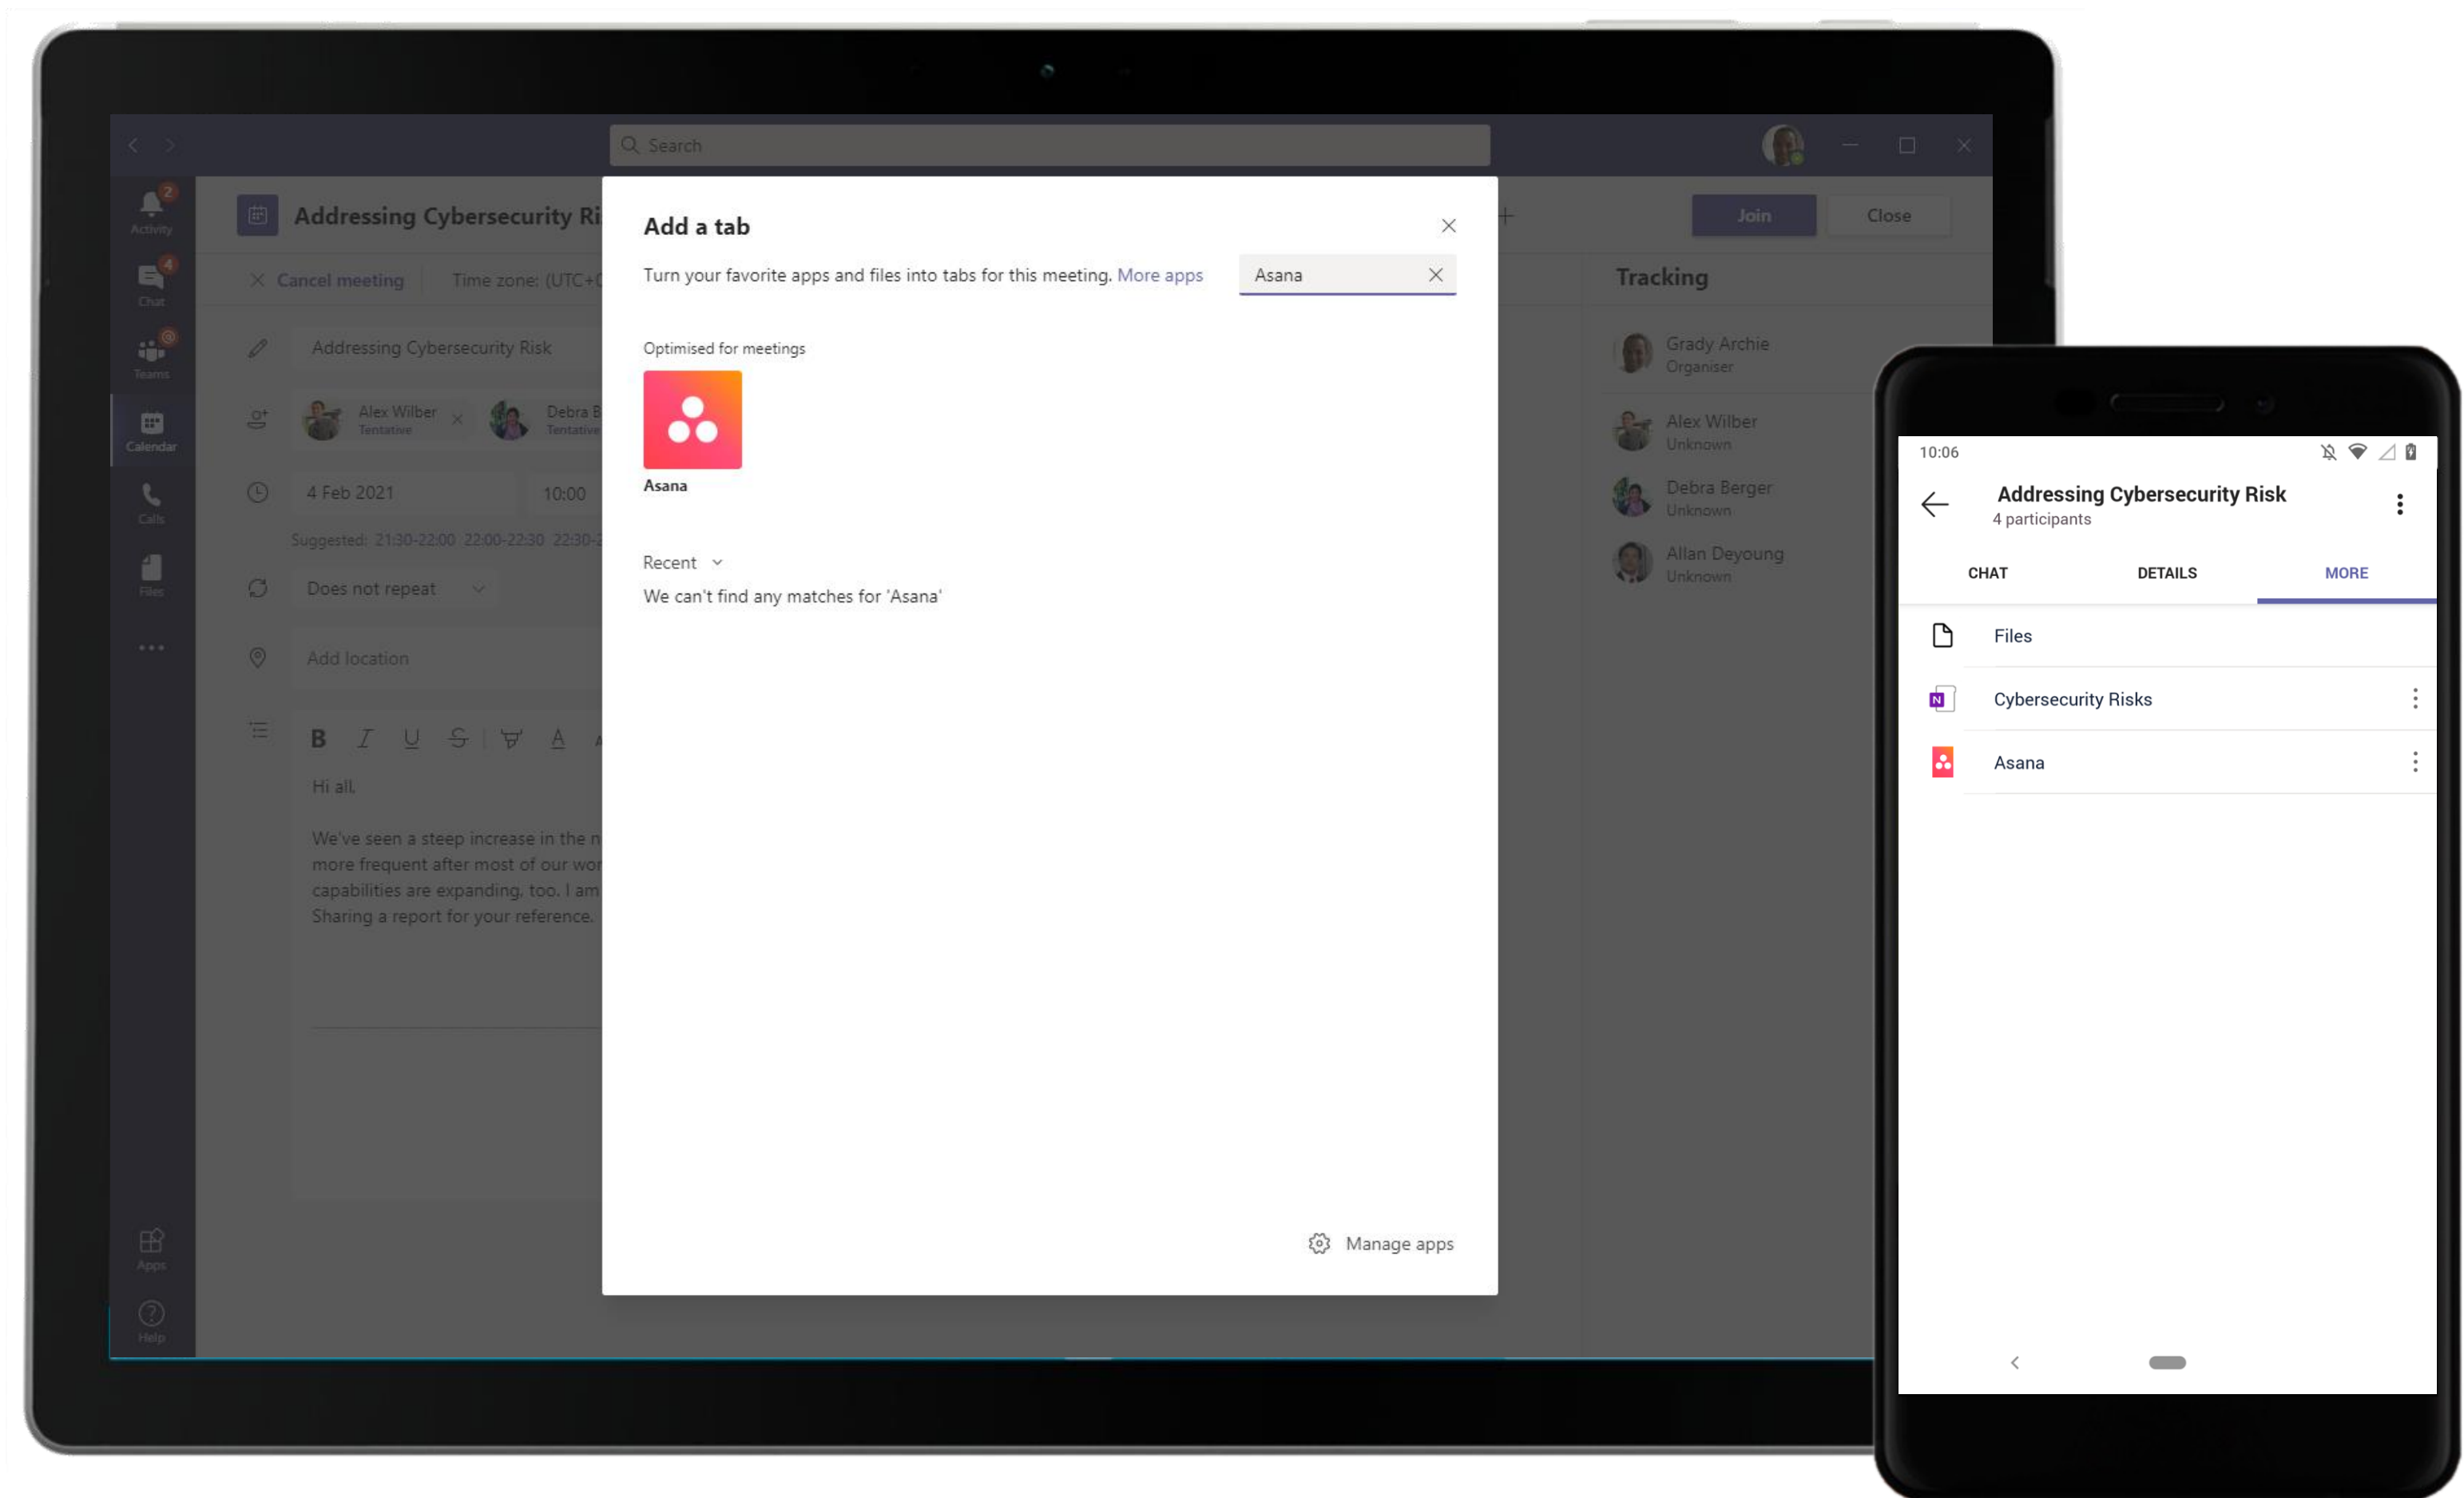 Search
2
Activity
4
Chat
@
Teams
Calendar
Calls
Files
Apps
Help
Addressing Cybersecurity Ri
Join
Close
Cancel meeting
Time zone: (UTC+
Addressing Cybersecurity Risk
Alex Wilber
Tentative
Debra B
Tentative
4 Feb 2021
10:00
Suggested: 21:30-22:00 22:00-22:30 22:30-2
Does not repeat
Add location
B I U S A
Hi all,
We've seen a steep increase in the n
more frequent after most of our wor
capabilities are expanding, too. I am
Sharing a report for your reference.
Add a tab
Turn your favorite apps and files into tabs for this meeting. More apps
Asana
Optimised for meetings
Asana
Recent
We can't find any matches for 'Asana'
Manage apps
Tracking
Grady Archie
Organiser
Alex Wilber
Unknown
Debra Berger
Unknown
Allan Deyoung
Unknown
10:06
Addressing Cybersecurity Risk
4 participants
CHAT DETAILS MORE
Files
N
Cybersecurity Risks
Asana